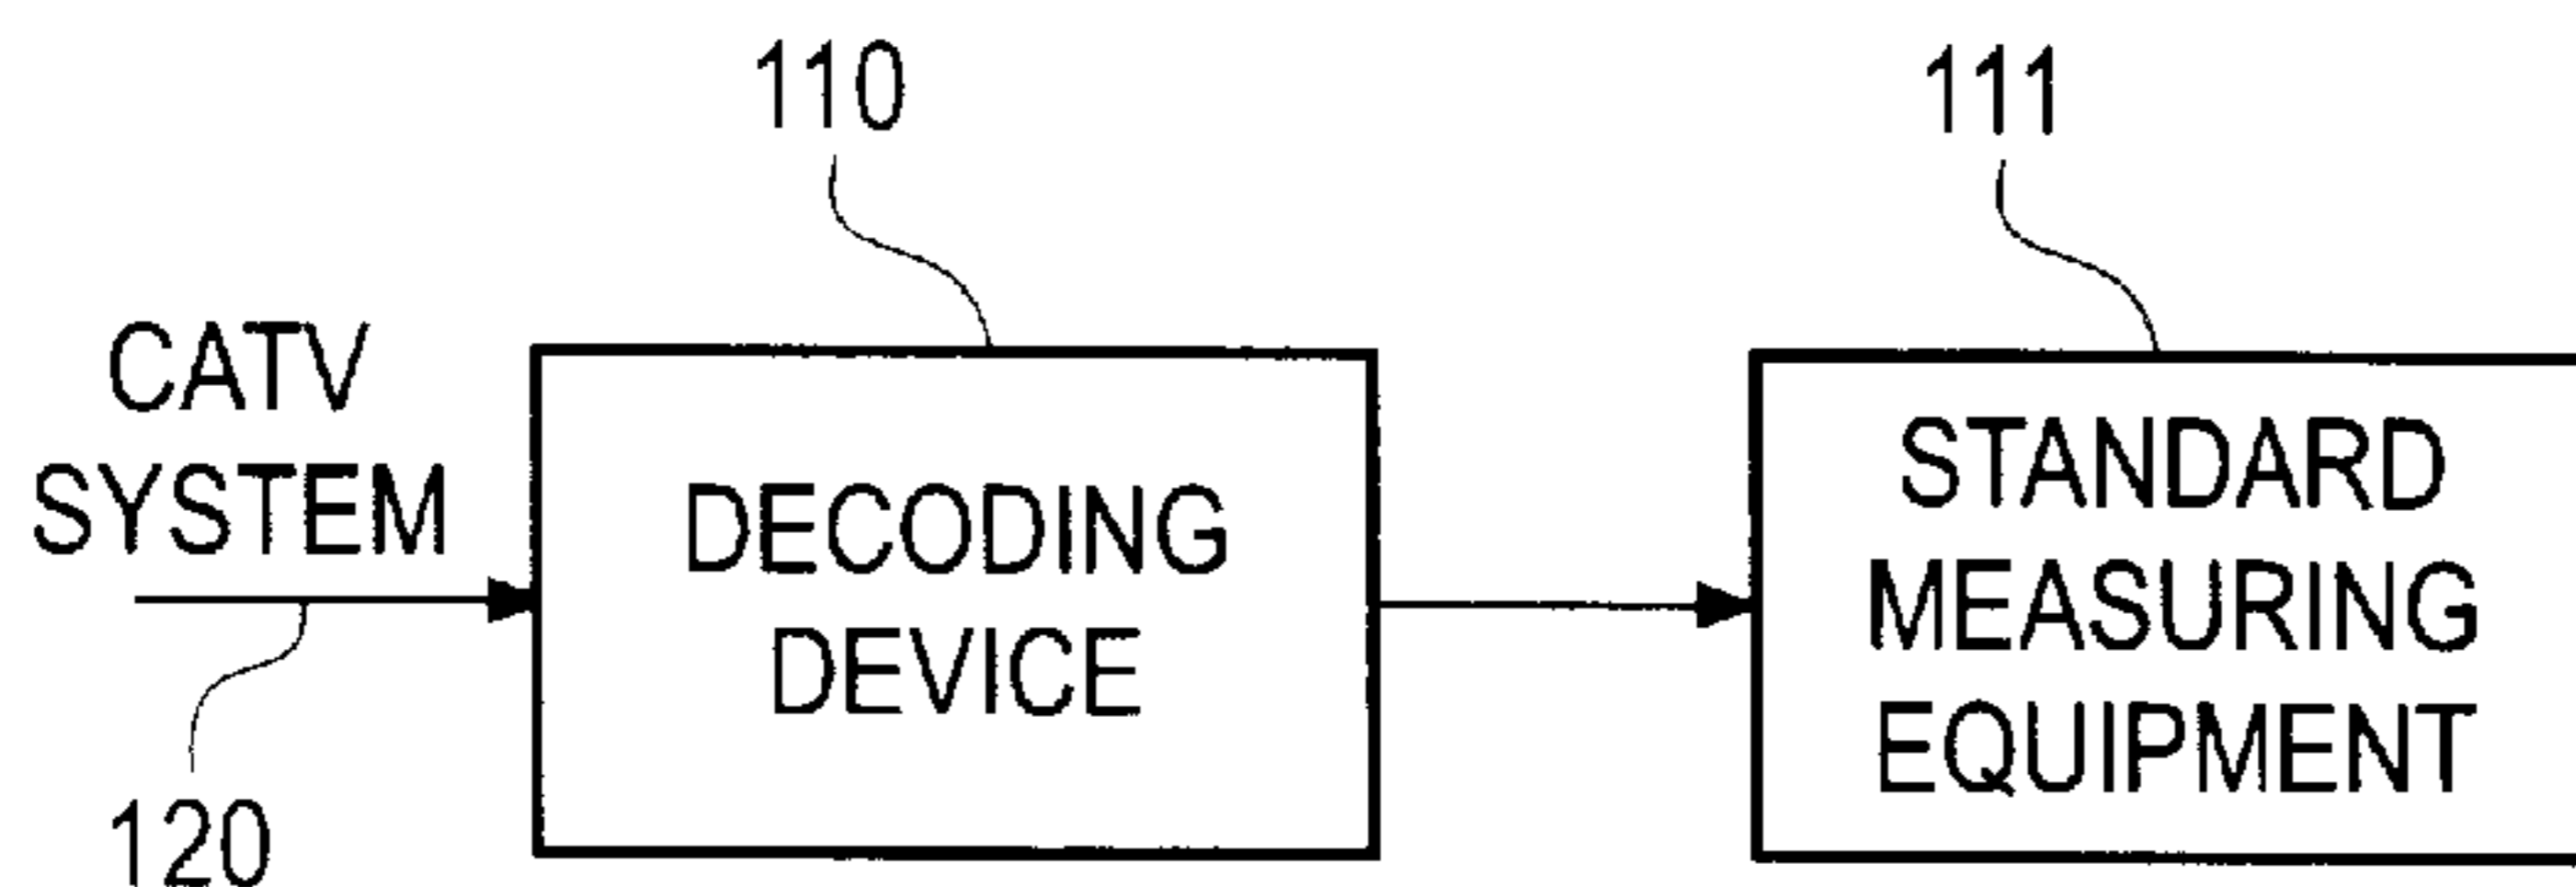 110
111
CATV
SYSTEM
DECODING
DEVICE
STANDARD
MEASURING
EQUIPMENT
120